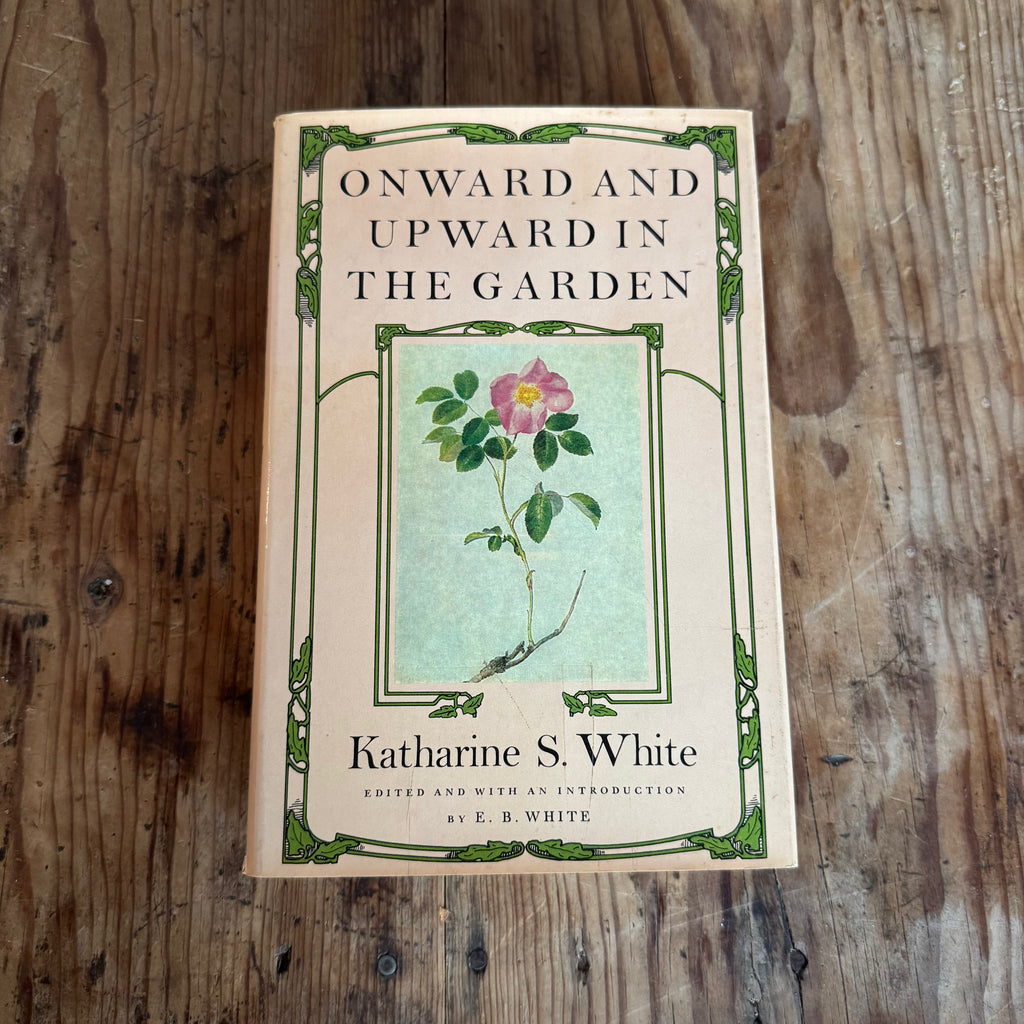 ONWARD AND
UPWARD IN
THE GARDEN
Katharine S. White
EDITED AND WITH AN INTRODUCTION
BY E. B. WHITE